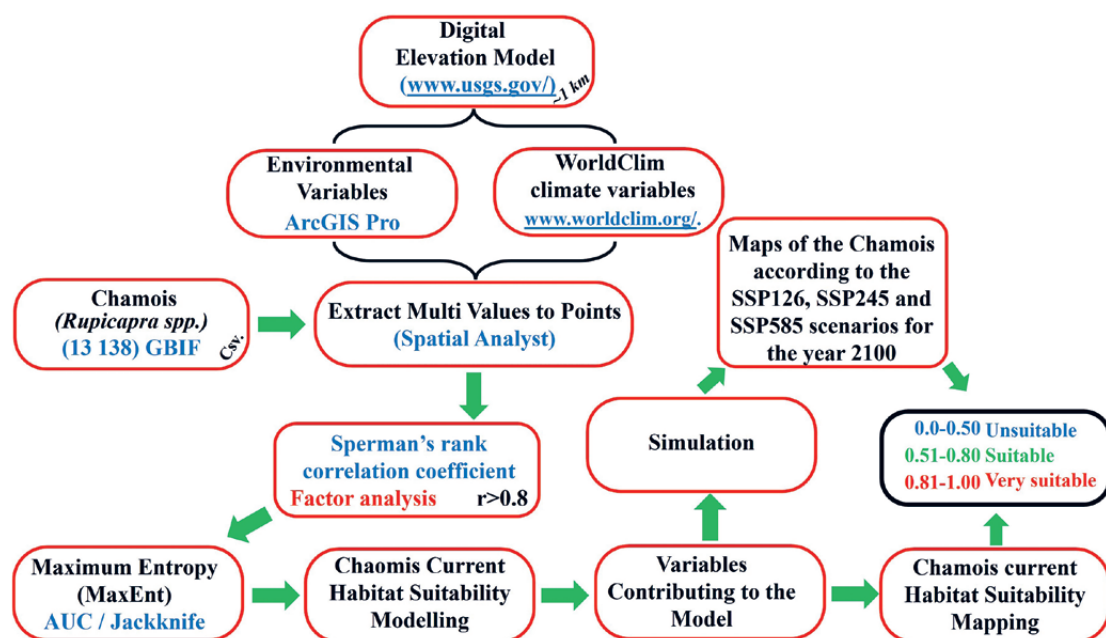 Digital
Elevation Model
(www.usgs.gov/)
~1 km
Environmental
Variables
ArcGIS Pro
WorldClim
climate variables
www.worldclim.org/.
Chamois
(Rupicapra spp.)
(13 138) GBIF
Csv.
Extract Multi Values to Points
(Spatial Analyst)
Maps of the Chamois
according to the
SSP126, SSP245 and
SSP585 scenarios for
the year 2100
Sperman's rank
correlation coefficient
Factor analysis r>0.8
Simulation
0.0-0.50 Unsuitable
0.51-0.80 Suitable
0.81-1.00 Very suitable
Maximum Entropy
(MaxEnt)
AUC / Jackknife
Chaomis Current
Habitat Suitability
Modelling
Variables
Contributing to the
Model
Chamois current
Habitat Suitability
Mapping